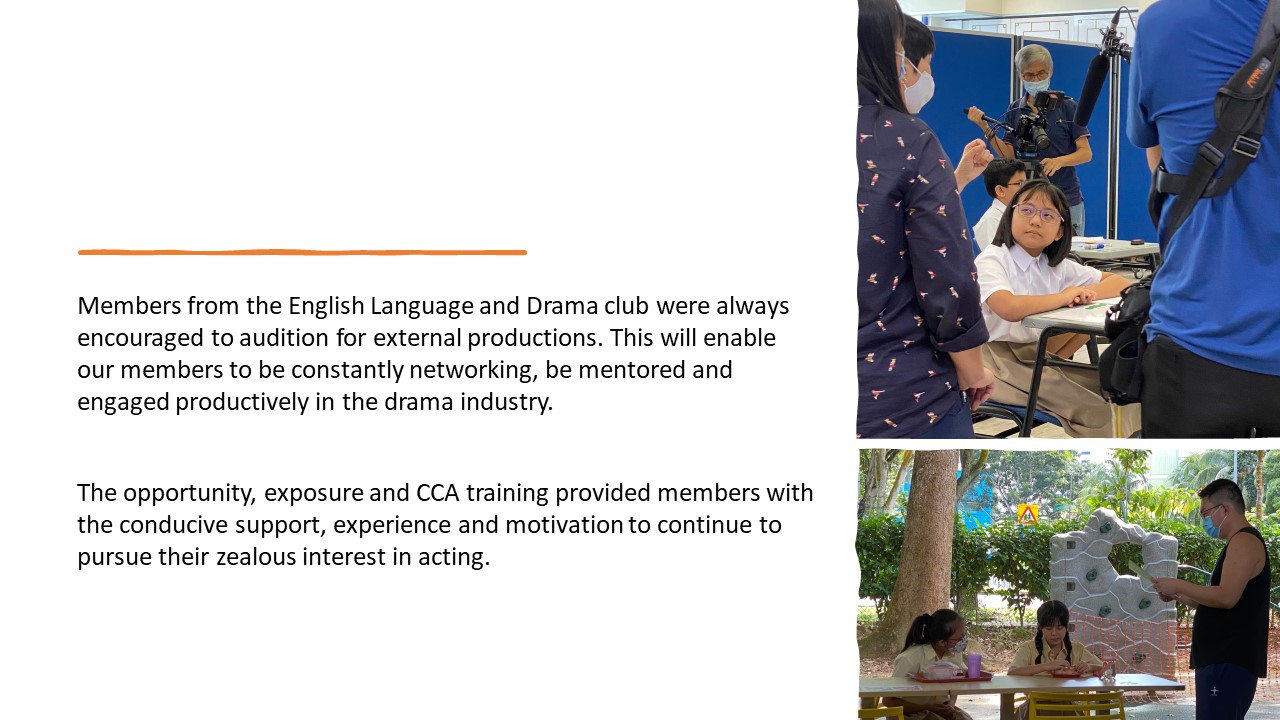 Members from the English Language and Drama club were always
encouraged to audition for external productions. This will enable
our members to be constantly networking, be mentored and
engaged productively in the drama industry.
The opportunity, exposure and CCA training provided members with
the conducive support, experience and motivation to continue to
pursue their zealous interest in acting.